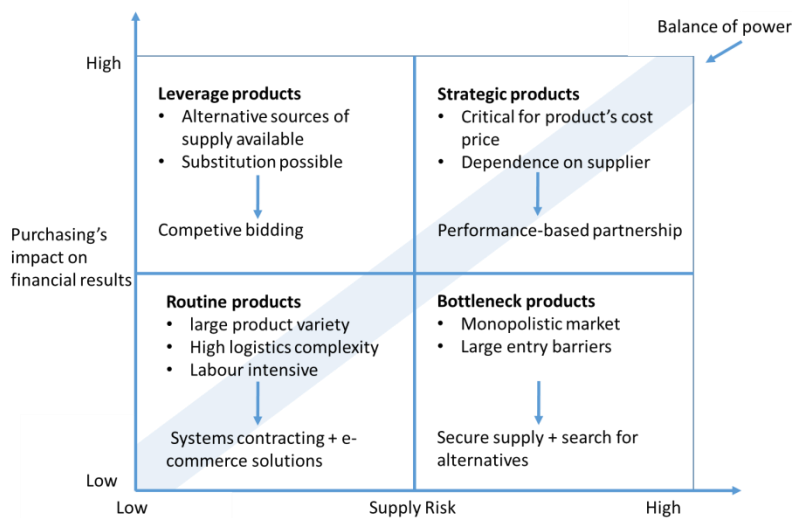 Balance of power
High
Leverage products
• Alternative sources of
supply available
• Substitution possible
Competive bidding
Strategic products
• Critical for product's cost
price
• Dependence on supplier
Performance-based partnership
Purchasing's
impact on
financial results
Routine products
• large product variety
• High logistics complexity
• Labour intensive
Systems contracting + e-
commerce solutions
Bottleneck products
• Monopolistic market
• Large entry barriers
Secure supply + search for
alternatives
Low
Low
Supply Risk
High